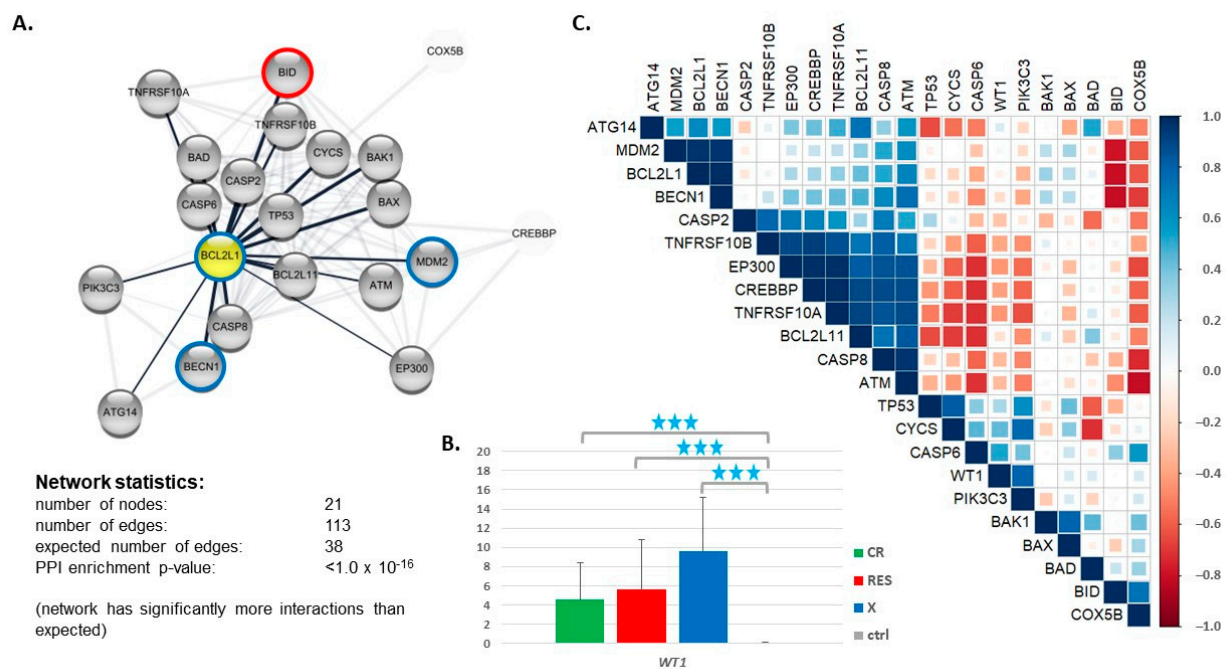 A.
COX5B
BID
TNFRSF10A
TNFRSF10B
CYCS
BAD
BAK1
CASP2
CASP6
BAX
TP53
CREBBP
BCL2L1
MDM2
BCL2L11
PIK3C3
ATM
CASP8
BECN1
EP300
ATG14
Network statistics:
number of nodes: 21
number of edges: 113
expected number of edges: 38
PPI enrichment p-value: <1.0 x 10-16
(network has significantly more interactions than
expected)
B.
20
18
16
14
12
10
8
6
4
2
0
WT1
CR
RES
X
ctrl
C.
ATG14 MDM2 BCL2L1 BECN1 CASP2 TNFRSF10B EP300 CREBBP TNFRSF10A BCL2L11 CASP8 ATM TP53 CYCS CASP6 WT1 PIK3C3 BAK1 BAX BAD BID COX5B
ATG14
MDM2
BCL2L1
BECN1
CASP2
TNFRSF10B
EP300
CREBBP
TNFRSF10A
BCL2L11
CASP8
ATM
TP53
CYCS
CASP6
WT1
PIK3C3
BAK1
BAX
BAD
BID
COX5B
1.0
0.8
0.6
0.4
0.2
0.0
−0.2
−0.4
−0.6
−0.8
−1.0